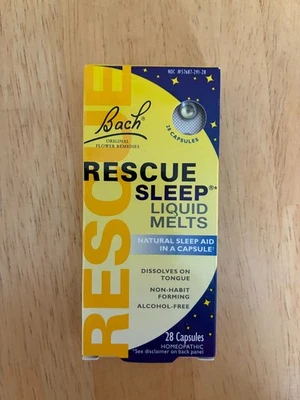 NDC #57687-291-28
28 CAPSULES
RESCUE
Bach
ORIGINAL
FLOWER REMEDIES
RESCUE
SLEEP®*
LIQUID
MELTS
NATURAL SLEEP AID
IN A CAPSULE
DISSOLVES ON
TONGUE
NON-HABIT
FORMING
ALCOHOL-FREE
28 Capsules
HOMEOPATHIC
*See disclaimer on back panel